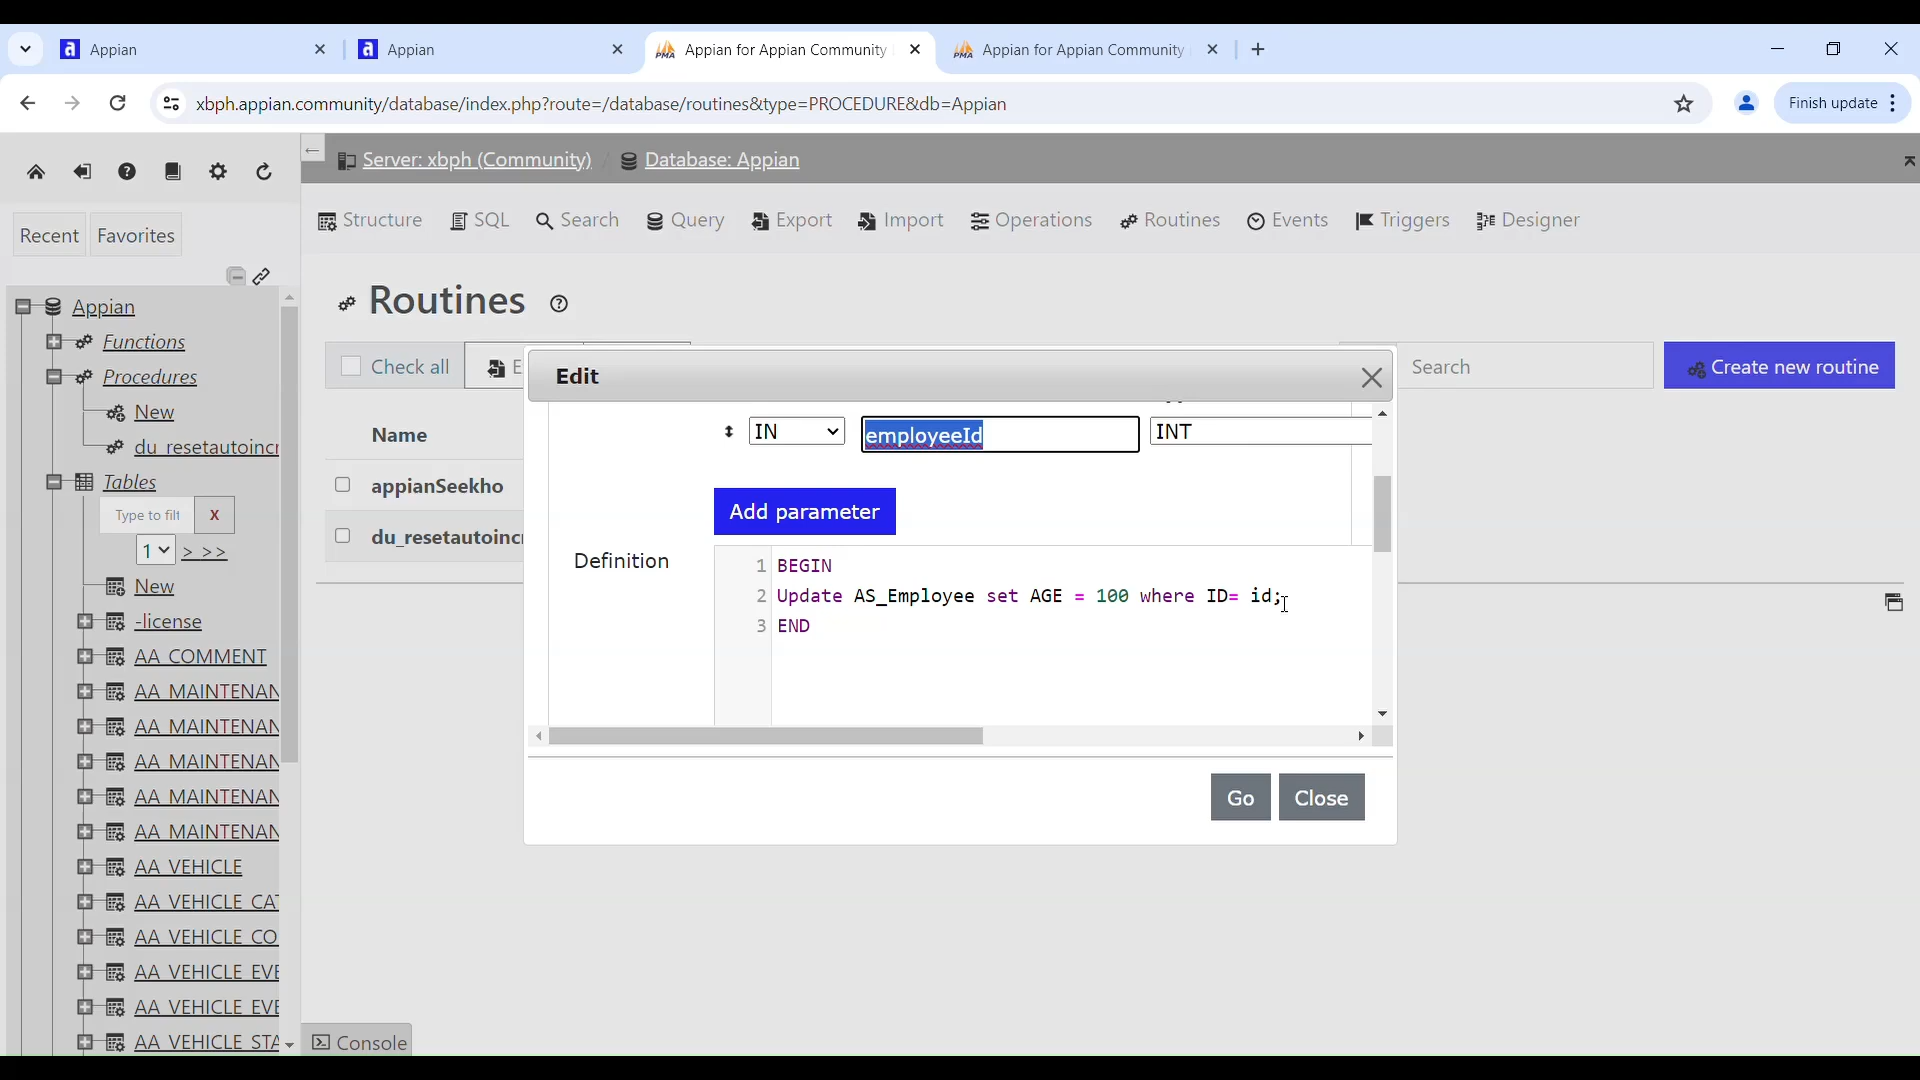 Appian
Appian
PMA Appian for Appian Community
PMA Appian for Appian Community
xbph.appian.community/database/index.php?route=/database/routines&type=PROCEDURE&db=Appian
Finish update
Server: xbph (Community) / Database: Appian
Structure SQL Search Query Export Import Operations Routines Events Triggers Designer
Recent Favorites
Appian
Functions
Procedures
New
du_resetautoincr
Tables
Type to filt X
1 > >>
New
-license
AA_COMMENT
AA_MAINTENAN
AA_MAINTENAN
AA_MAINTENAN
AA_MAINTENAN
AA_MAINTENAN
AA_VEHICLE
AA_VEHICLE_CAT
AA_VEHICLE_CO
AA_VEHICLE_EVE
AA_VEHICLE_EVE
AA_VEHICLE_STA
Routines
Check all E
Search
Create new routine
Name
appianSeekho
du_resetautoincr
Edit
IN employeeId INT
Add parameter
Definition
1 BEGIN
2 Update AS_Employee set AGE = 100 where ID= id;
3 END
Go Close
Console